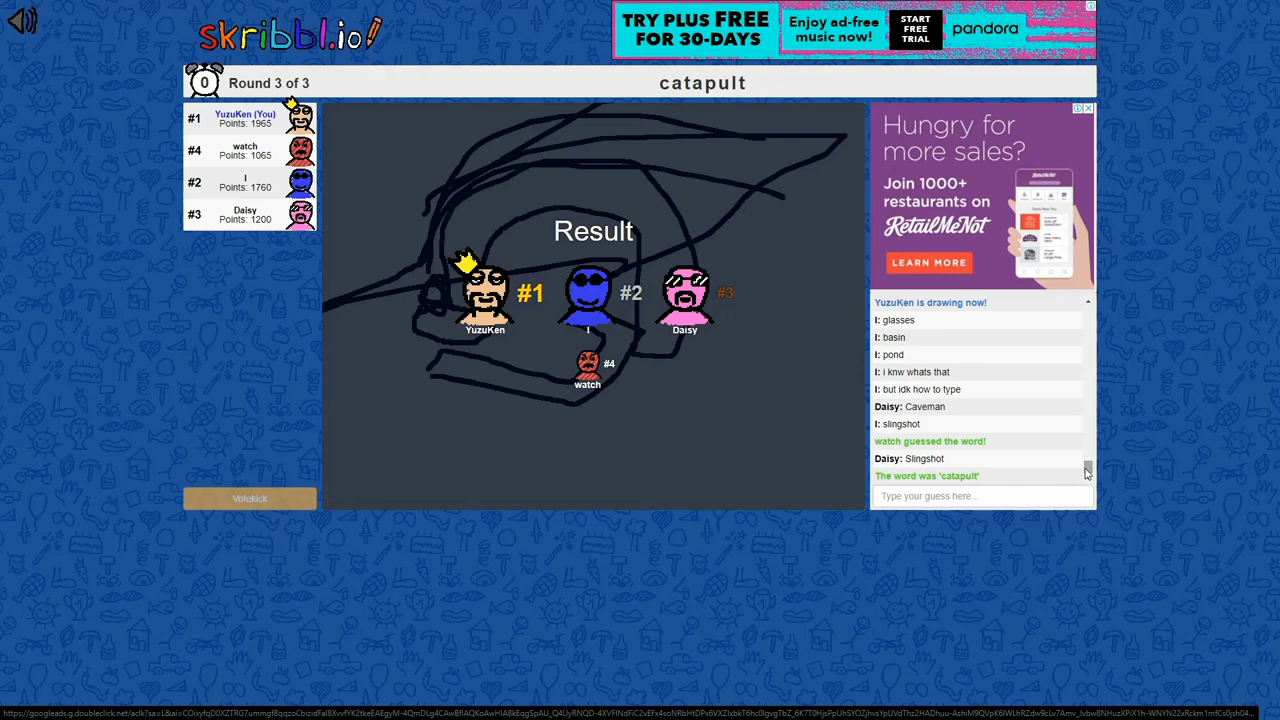 skribbl.io
TRY PLUS FREE
FOR 30-DAYS
Enjoy ad-free
music now!
START
FREE
TRIAL
pandora
0
Round 3 of 3
catapult
#1
YuzuKen (You)
Points: 1965
#4
watch
Points: 1065
#2
I
Points: 1760
#3
Daisy
Points: 1200
Votekick
Result
#1
YuzuKen
#2
I
#3
Daisy
#4
watch
Hungry for
more sales?
Join 1000+
restaurants on
RetailMeNot
LEARN MORE
YuzuKen is drawing now!
I: glasses
I: basin
I: pond
I: i knw whats that
I: but idk how to type
Daisy: Caveman
I: slingshot
watch guessed the word!
Daisy: Slingshot
The word was 'catapult'
Type your guess here...